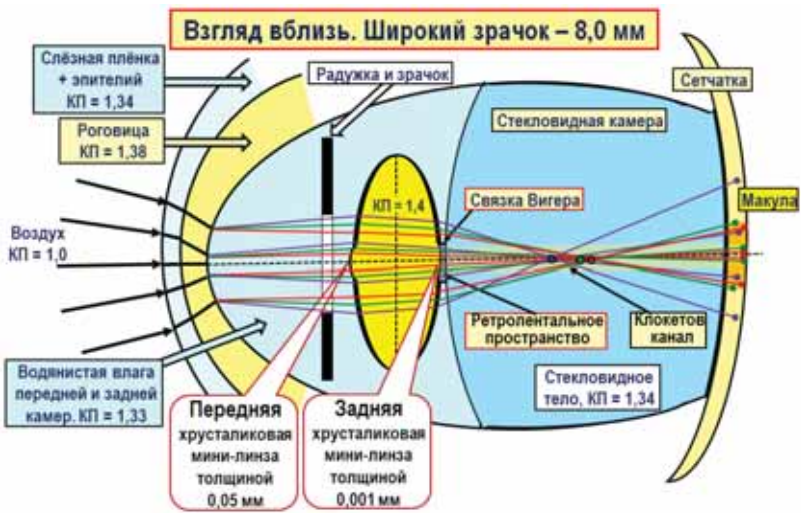 Взгляд вблизь. Широкий зрачок – 8,0 мм
Слёзная плёнка
+ эпителий
КП = 1,34
Радужка и зрачок
Сетчатка
Роговица
КП = 1,38
Стекловидная камера
КП = 1,4
Связка Вигера
Макула
Воздух
КП = 1,0
Ретролентальное
пространство
Клокетов
канал
Водянистая влага
передней и задней
камер. КП = 1,33
Стекловидное
тело, КП = 1,34
Передняя
хрусталиковая
мини-линза
толщиной
0,05 мм
Задняя
хрусталиковая
мини-линза
толщиной
0,001 мм